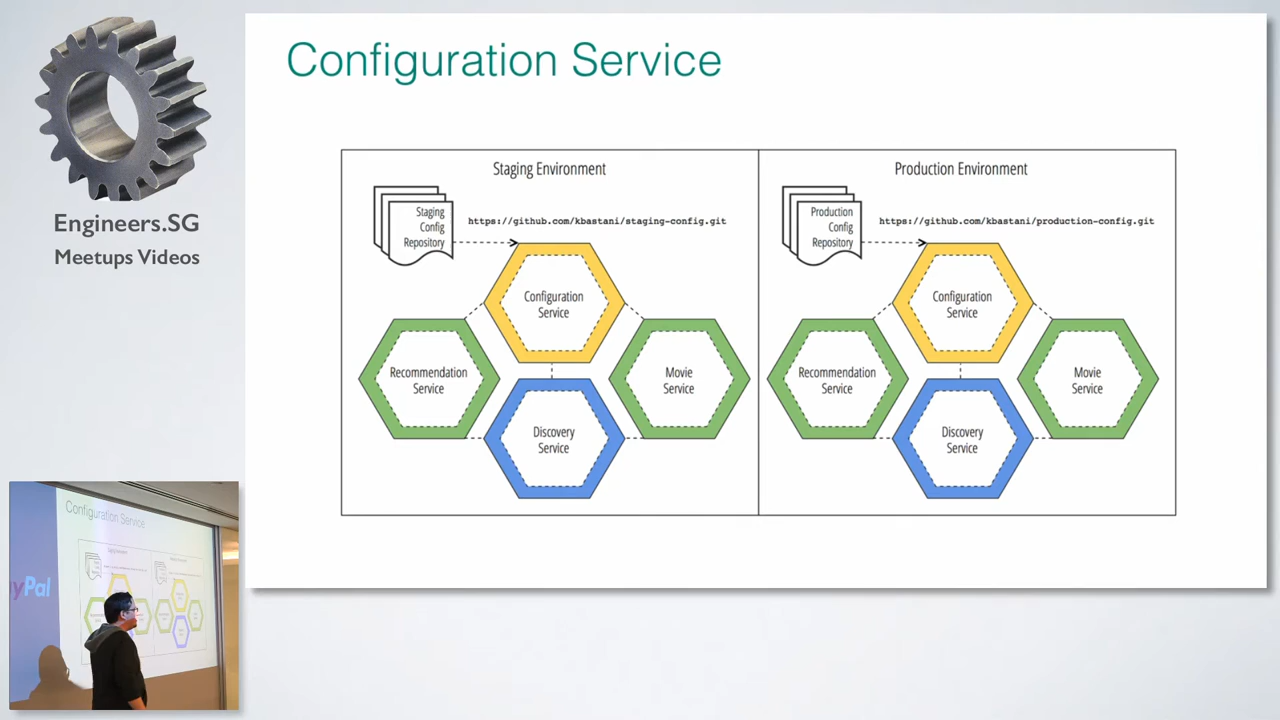 Engineers.SG
Meetups Videos
Configuration Service
Staging Environment
Staging
Config
Repository
https://github.com/kbastani/staging-config.git
Configuration
Service
Recommendation
Service
Movie
Service
Discovery
Service
Production Environment
Production
Config
Repository
https://github.com/kbastani/production-config.git
Configuration
Service
Recommendation
Service
Movie
Service
Discovery
Service
Configuration Service
yPal